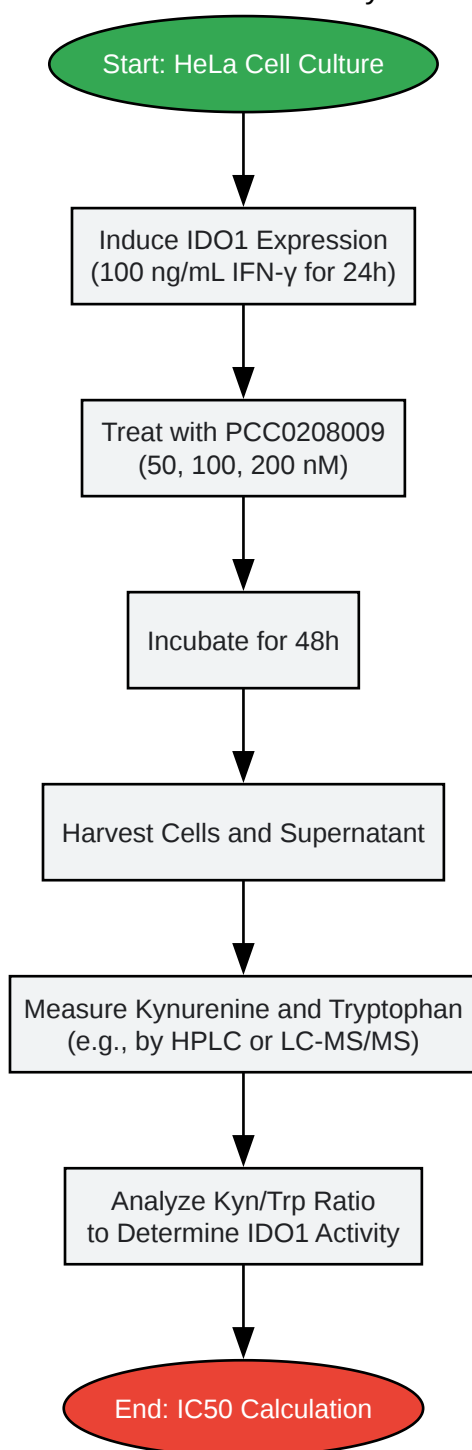 Start: HeLa Cell Culture
Induce IDO1 Expression
(100 ng/mL IFN-γ for 24h)
Treat with PCC0208009
(50, 100, 200 nM)
Incubate for 48h
Harvest Cells and Supernatant
Measure Kynurenine and Tryptophan
(e.g., by HPLC or LC-MS/MS)
Analyze Kyn/Trp Ratio
to Determine IDO1 Activity
End: IC50 Calculation